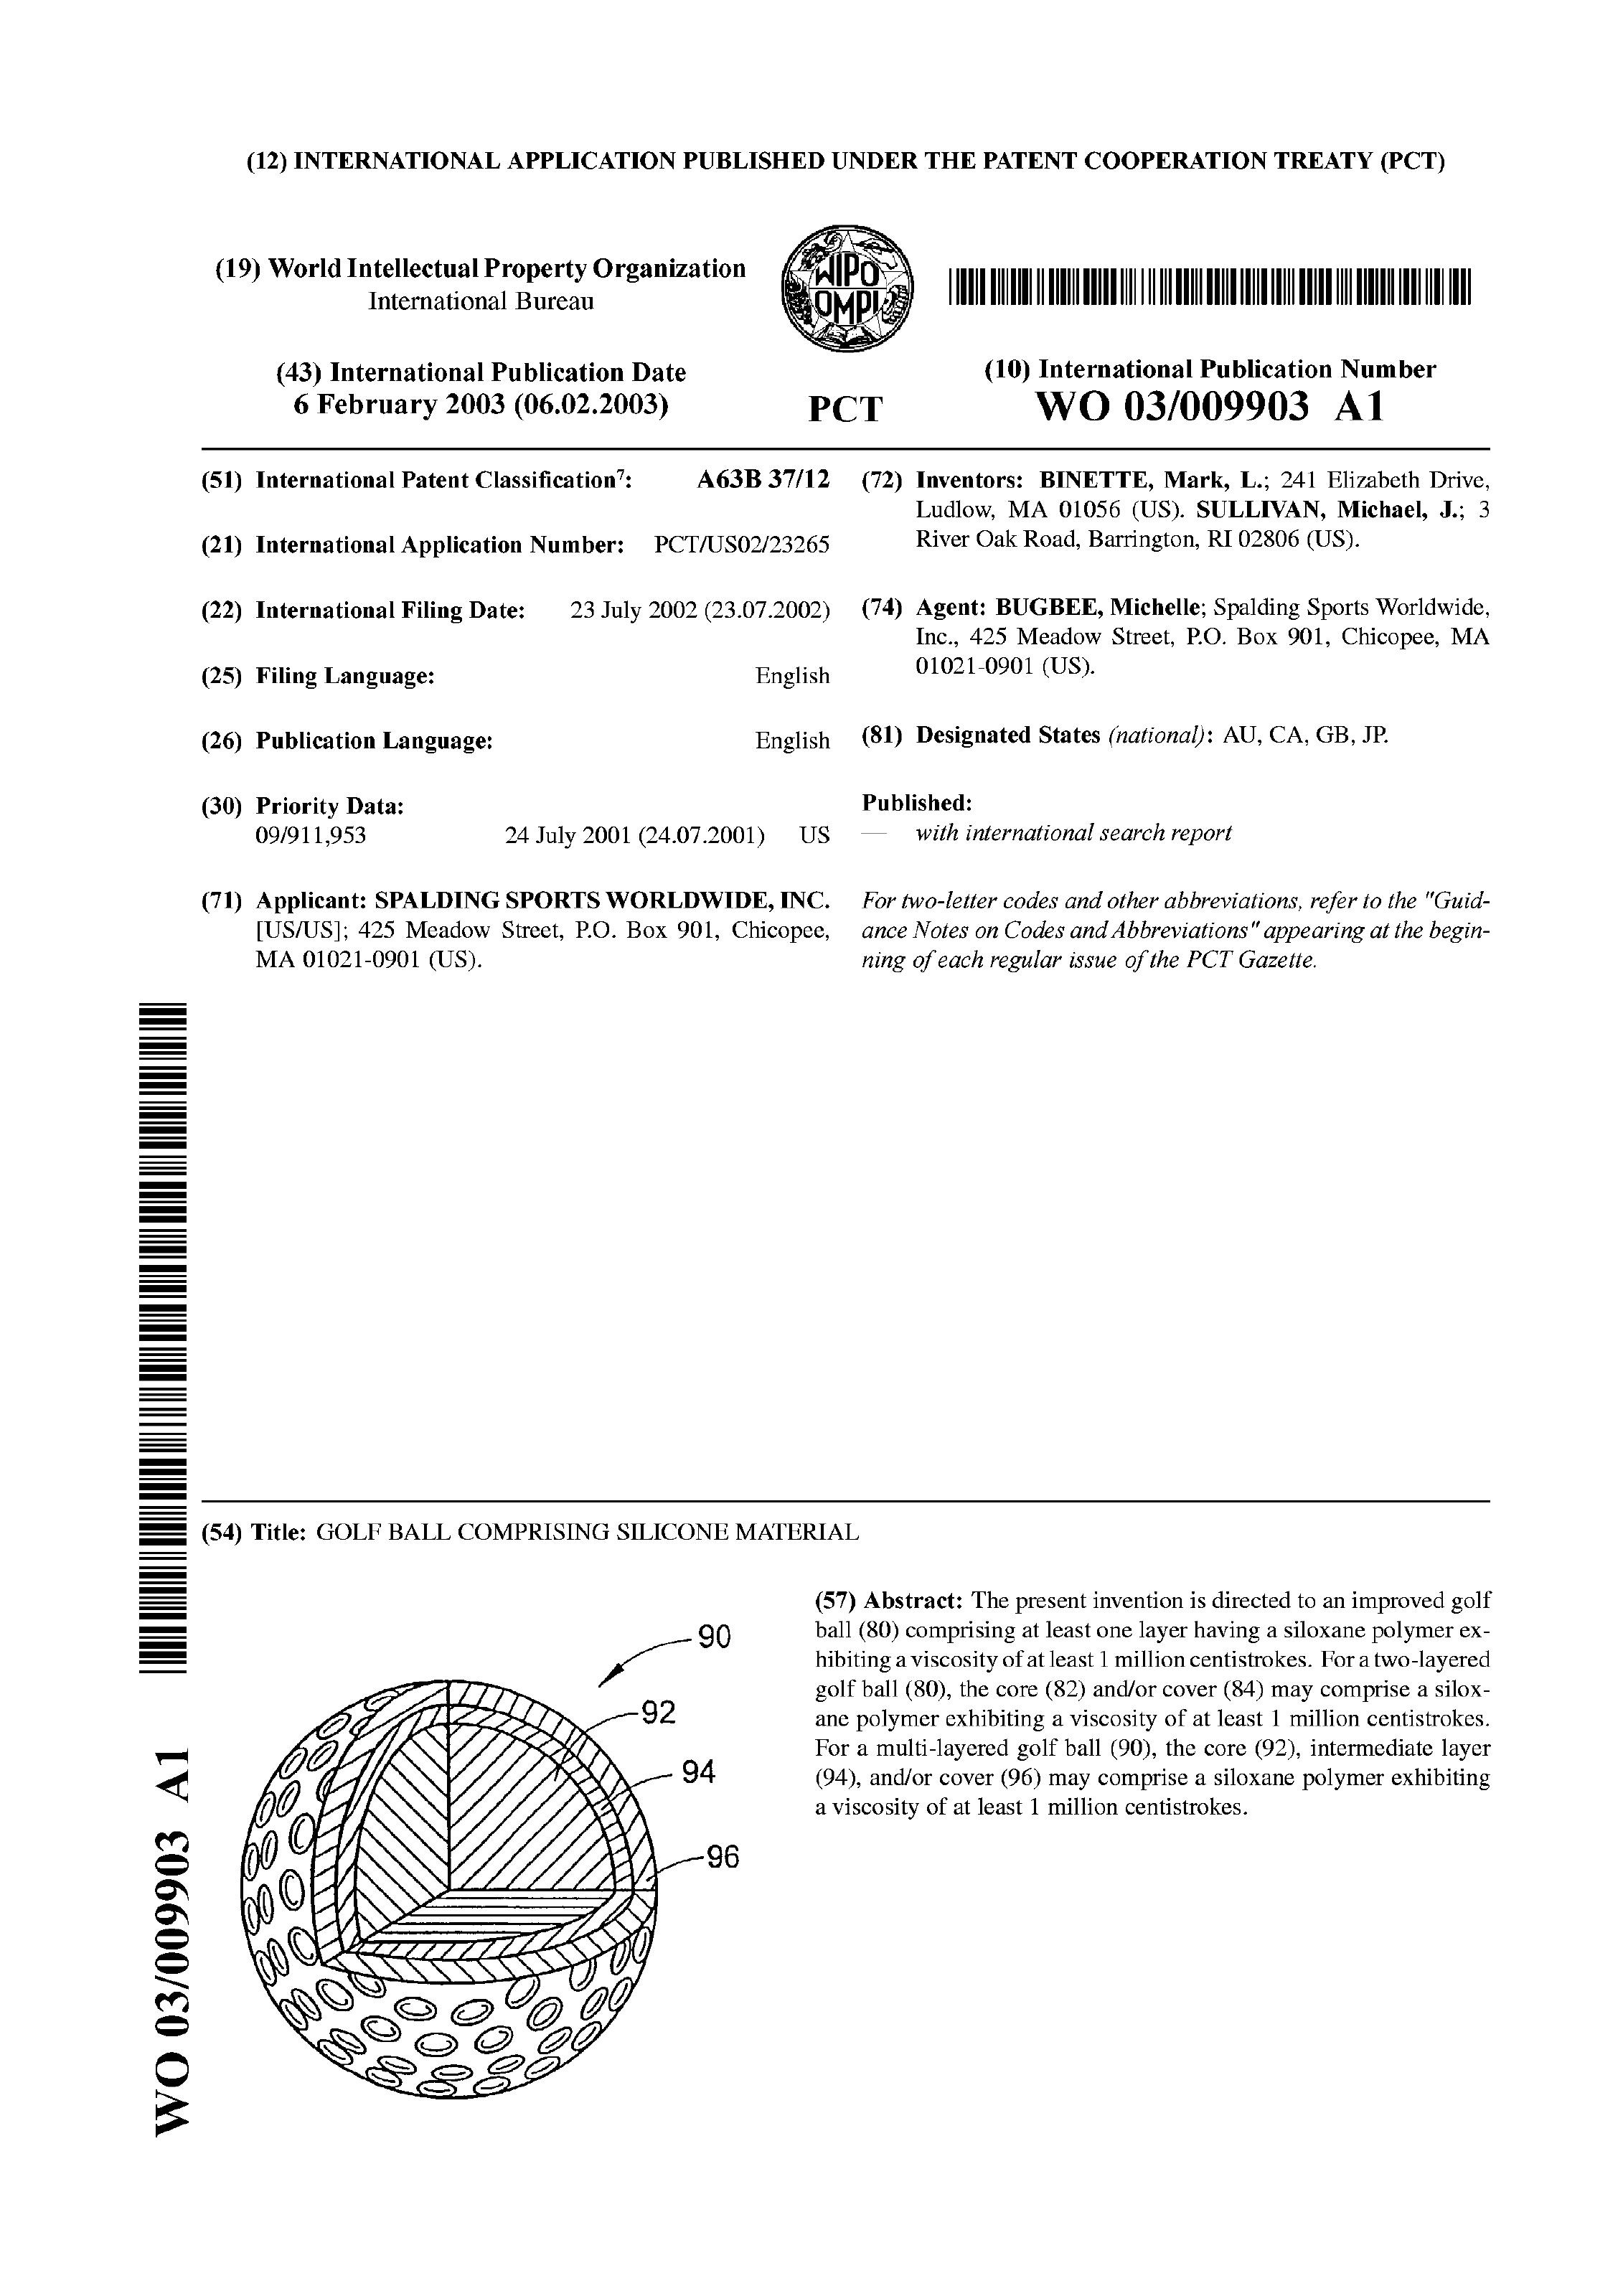 (12) INTERNATIONAL APPLICATION PUBLISHED UNDER THE PATENT COOPERATION TREATY (PCT)
(19) World Intellectual Property Organization
International Bureau
WIPO
OMPI
(43) International Publication Date
6 February 2003 (06.02.2003)
PCT
(10) International Publication Number
WO 03/009903 A1
(51) International Patent Classification⁷: A63B 37/12
(21) International Application Number: PCT/US02/23265
(22) International Filing Date: 23 July 2002 (23.07.2002)
(25) Filing Language: English
(26) Publication Language: English
(30) Priority Data:
09/911,953 24 July 2001 (24.07.2001) US
(71) Applicant: SPALDING SPORTS WORLDWIDE, INC.
[US/US]; 425 Meadow Street, P.O. Box 901, Chicopee,
MA 01021-0901 (US).
(72) Inventors: BINETTE, Mark, L.; 241 Elizabeth Drive,
Ludlow, MA 01056 (US). SULLIVAN, Michael, J.; 3
River Oak Road, Barrington, RI 02806 (US).
(74) Agent: BUGBEE, Michelle; Spalding Sports Worldwide,
Inc., 425 Meadow Street, P.O. Box 901, Chicopee, MA
01021-0901 (US).
(81) Designated States (national): AU, CA, GB, JP.
Published:
— with international search report
For two-letter codes and other abbreviations, refer to the "Guid-
ance Notes on Codes and Abbreviations" appearing at the begin-
ning of each regular issue of the PCT Gazette.
(54) Title: GOLF BALL COMPRISING SILICONE MATERIAL
90
92
94
96
(57) Abstract: The present invention is directed to an improved golf
ball (80) comprising at least one layer having a siloxane polymer ex-
hibiting a viscosity of at least 1 million centistrokes. For a two-layered
golf ball (80), the core (82) and/or cover (84) may comprise a silox-
ane polymer exhibiting a viscosity of at least 1 million centistrokes.
For a multi-layered golf ball (90), the core (92), intermediate layer
(94), and/or cover (96) may comprise a siloxane polymer exhibiting
a viscosity of at least 1 million centistrokes.
WO 03/009903 A1